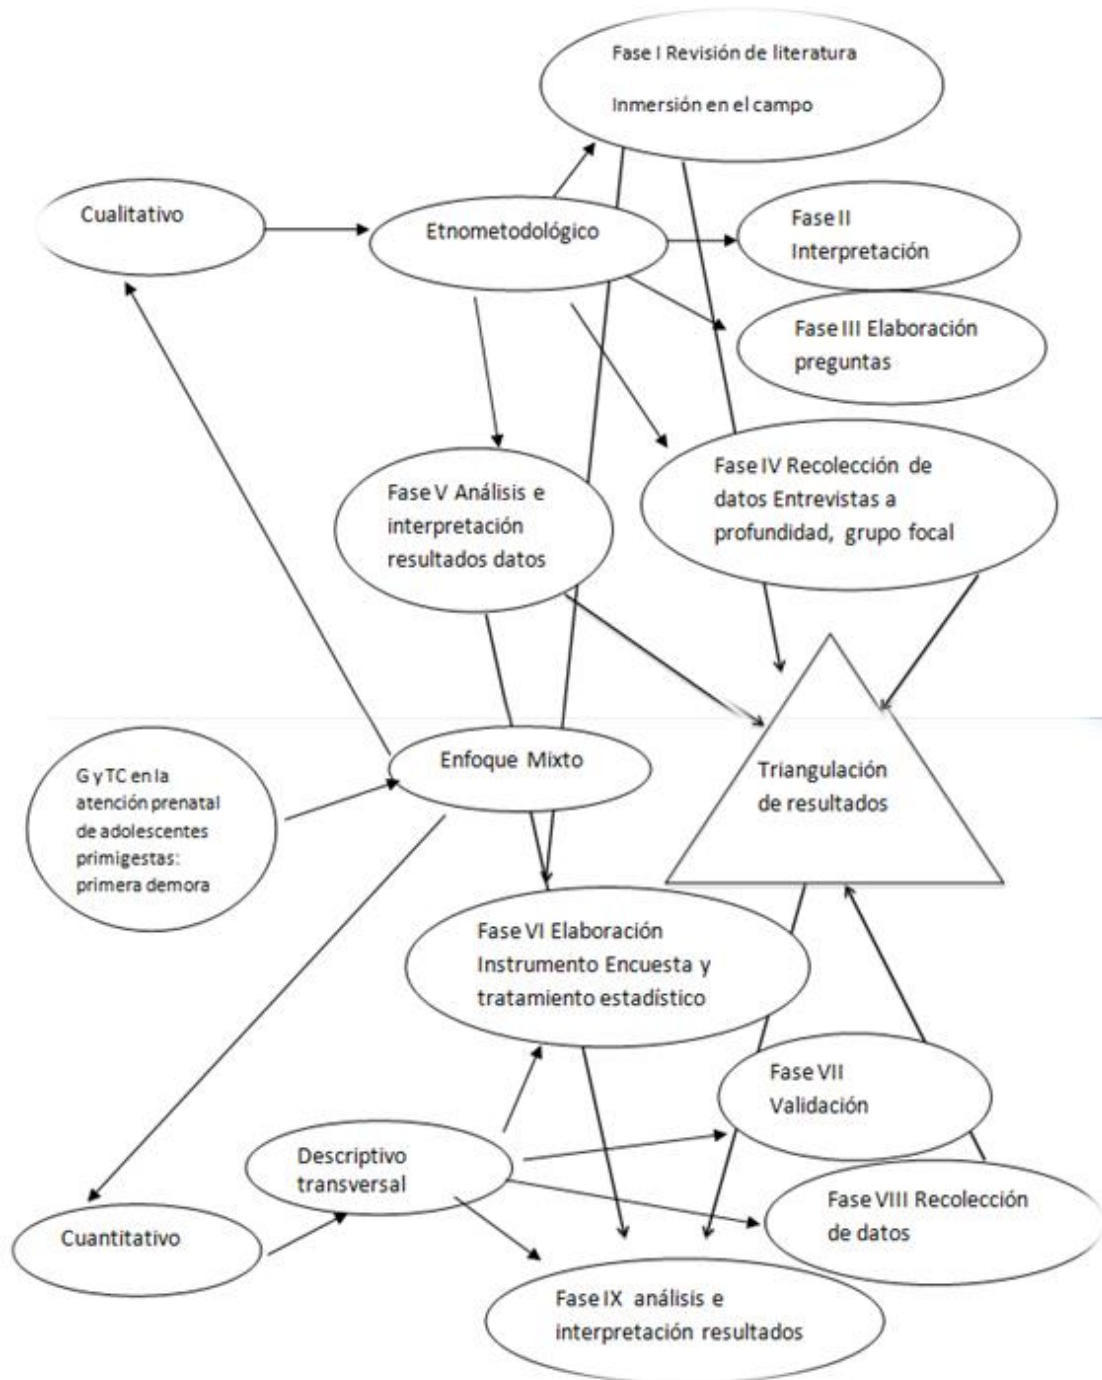 Fase I Revisión de literatura
Inmersión en el campo
Cualitativo
Etnometodológico
Fase II
Interpretación
Fase III Elaboración
preguntas
Fase IV Recolección de
datos Entrevistas a
profundidad, grupo focal
Fase V Análisis e
interpretación
resultados datos
Enfoque Mixto
G y TC en la
atención prenatal
de adolescentes
primigestas:
primera demora
Triangulación
de resultados
Fase VI Elaboración
Instrumento Encuesta y
tratamiento estadístico
Fase VII
Validación
Descriptivo
transversal
Fase VIII Recolección
de datos
Cuantitativo
Fase IX análisis e
interpretación resultados